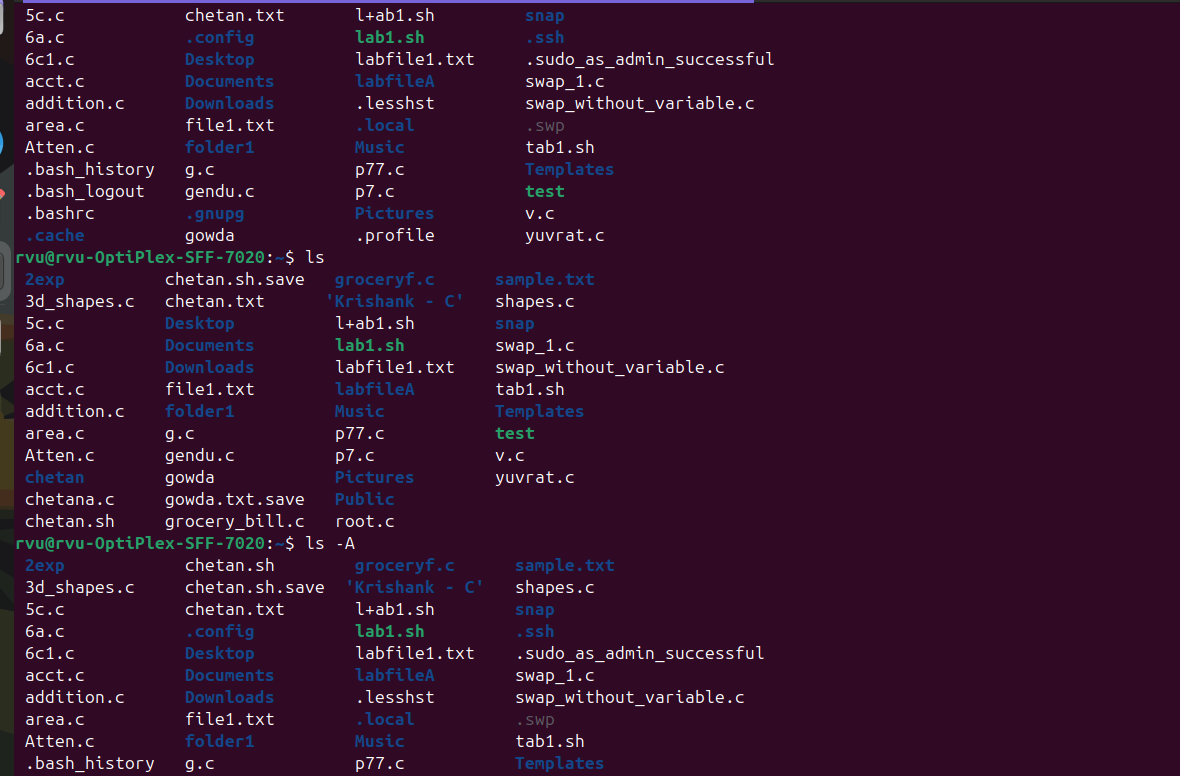 5c.c chetan.txt l+ab1.sh snap
6a.c .config lab1.sh .ssh
6c1.c Desktop labfile1.txt .sudo_as_admin_successful
acct.c Documents labfileA swap_1.c
addition.c Downloads .lesshst swap_without_variable.c
area.c file1.txt .local .swp
Atten.c folder1 Music tab1.sh
.bash_history g.c p77.c Templates
.bash_logout gendu.c p7.c test
.bashrc .gnupg Pictures v.c
.cache gowda .profile yuvrat.c
rvu@rvu-OptiPlex-SFF-7020:~$ ls
2exp chetan.sh.save groceryf.c sample.txt
3d_shapes.c chetan.txt 'Krishank - C' shapes.c
5c.c Desktop l+ab1.sh snap
6a.c Documents lab1.sh swap_1.c
6c1.c Downloads labfile1.txt swap_without_variable.c
acct.c file1.txt labfileA tab1.sh
addition.c folder1 Music Templates
area.c g.c p77.c test
Atten.c gendu.c p7.c v.c
chetan gowda Pictures yuvrat.c
chetana.c gowda.txt.save Public
chetan.sh grocery_bill.c root.c
rvu@rvu-OptiPlex-SFF-7020:~$ ls -A
2exp chetan.sh groceryf.c sample.txt
3d_shapes.c chetan.sh.save 'Krishank - C' shapes.c
5c.c chetan.txt l+ab1.sh snap
6a.c .config lab1.sh .ssh
6c1.c Desktop labfile1.txt .sudo_as_admin_successful
acct.c Documents labfileA swap_1.c
addition.c Downloads .lesshst swap_without_variable.c
area.c file1.txt .local .swp
Atten.c folder1 Music tab1.sh
.bash_history g.c p77.c Templates